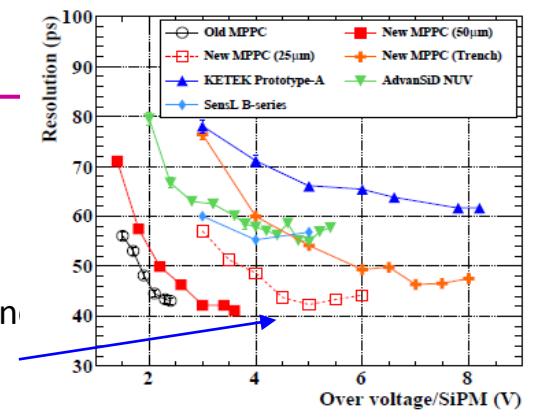 Resolution (ps)
100
90
80
70
60
50
40
30
Old MPPC
New MPPC (50μm)
New MPPC (25μm)
New MPPC (Trench)
KETEK Prototype-A
AdvanSiD NUV
SensL B-series
2
4
6
8
Over voltage/SiPM (V)